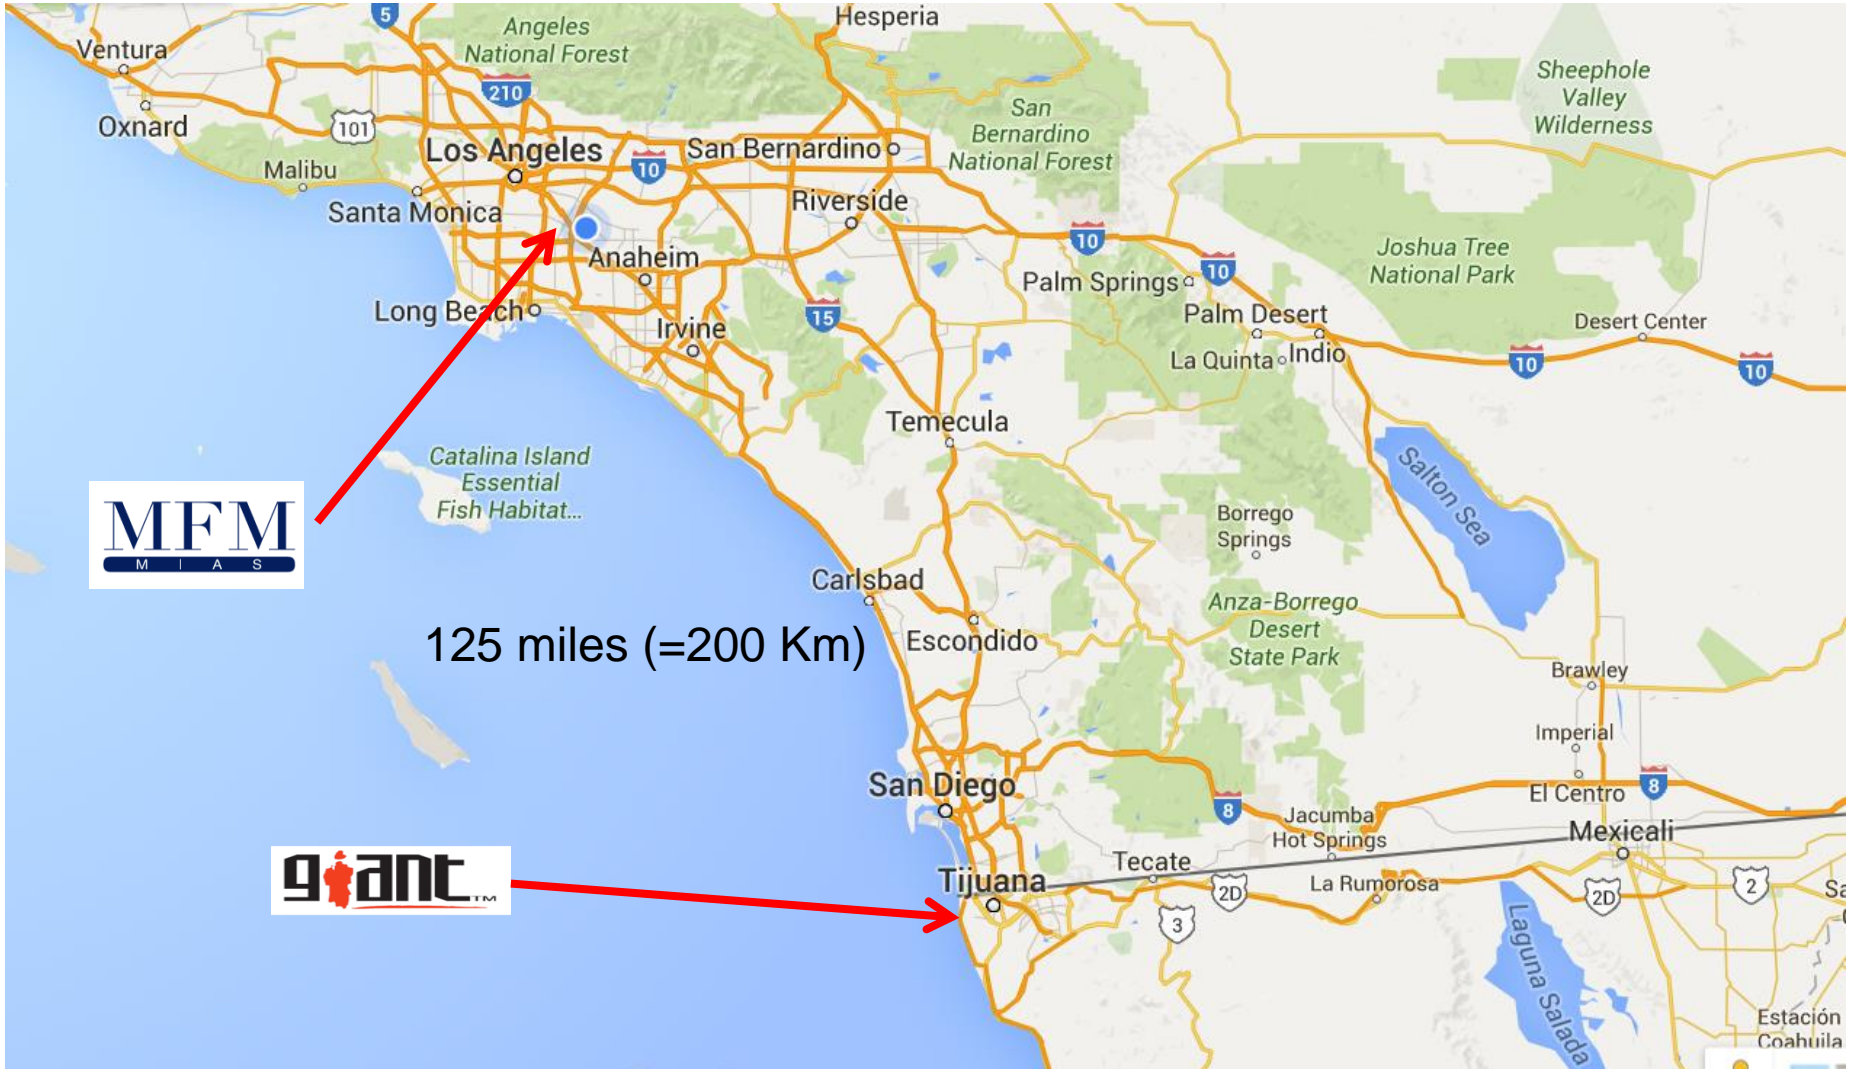 Hesperia
5
Angeles
National Forest
Ventura
Sheephole
Valley
Wilderness
210
San
Bernardino
National Forest
Oxnard
101
Los Angeles
10
San Bernardino
Malibu
Santa Monica
Riverside
10
Joshua Tree
National Park
Anaheim
Palm Springs
10
Long Beach
15
Irvine
Palm Desert
Desert Center
La Quinta
Indio
10
10
Temecula
Catalina Island
Essential
Fish Habitat...
Salton Sea
MFM
MIAS
Borrego
Springs
Carlsbad
Anza-Borrego
Desert
State Park
125 miles (=200 Km)
Escondido
Brawley
Imperial
San Diego
El Centro
8
8
Jacumba
Hot Springs
Mexicali
giant
TM
Tijuana
Tecate
2D
La Rumorosa
2D
2
3
Laguna Salada
Estación
Coahuila